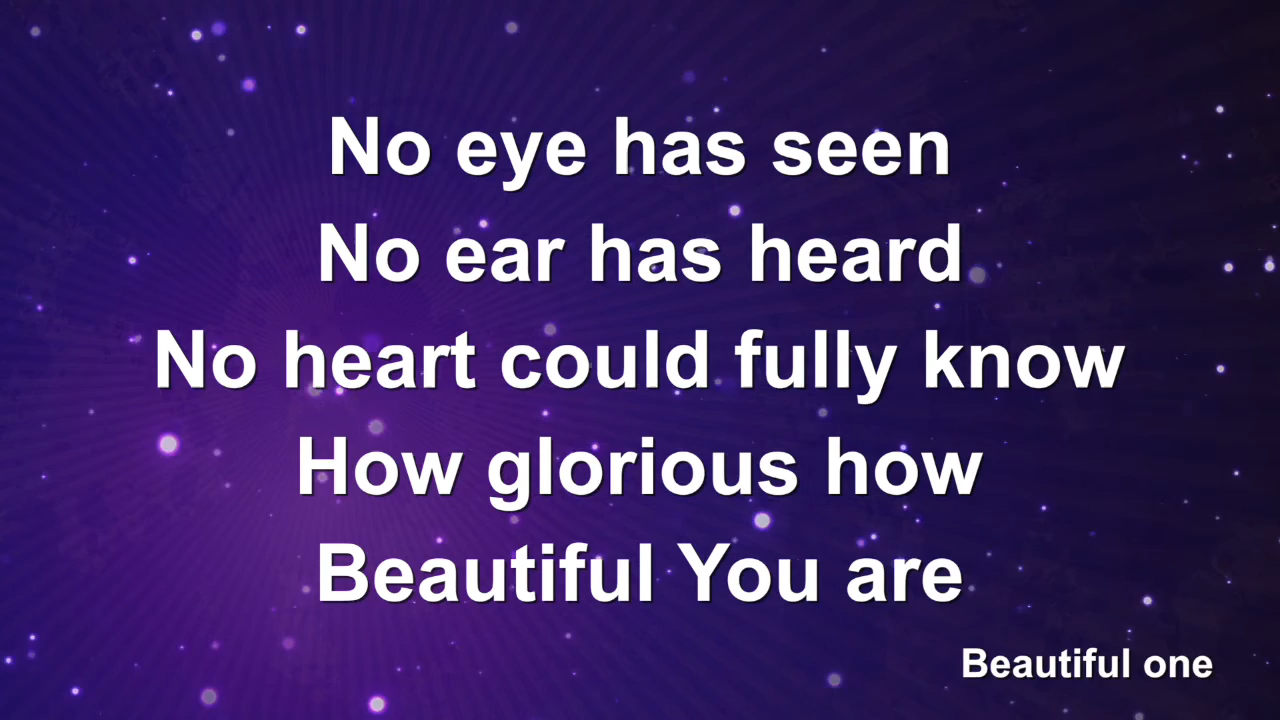 No eye has seen
No ear has heard
No heart could fully know
How glorious how
Beautiful You are
Beautiful one